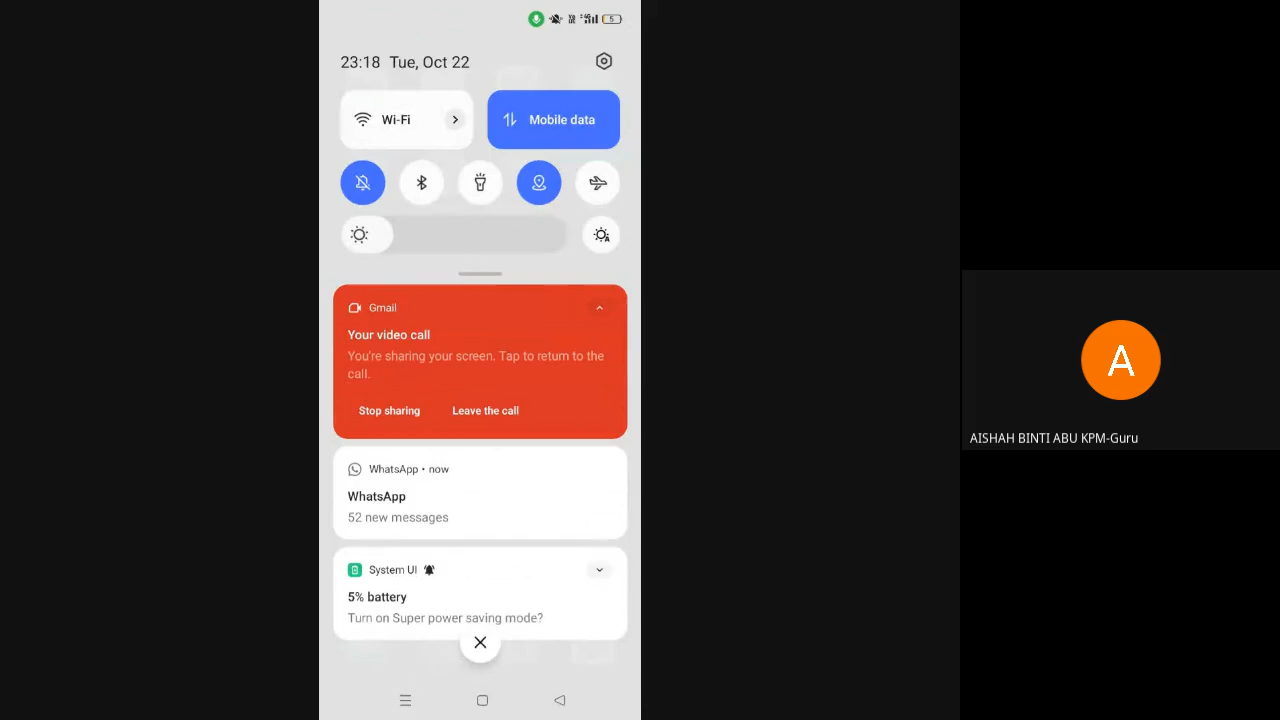 5
23:18 Tue, Oct 22
Wi-Fi
Mobile data
Gmail
Your video call
You're sharing your screen. Tap to return to the
call.
Stop sharing
Leave the call
WhatsApp • now
WhatsApp
52 new messages
System UI
5% battery
Turn on Super power saving mode?
A
AISHAH BINTI ABU KPM-Guru